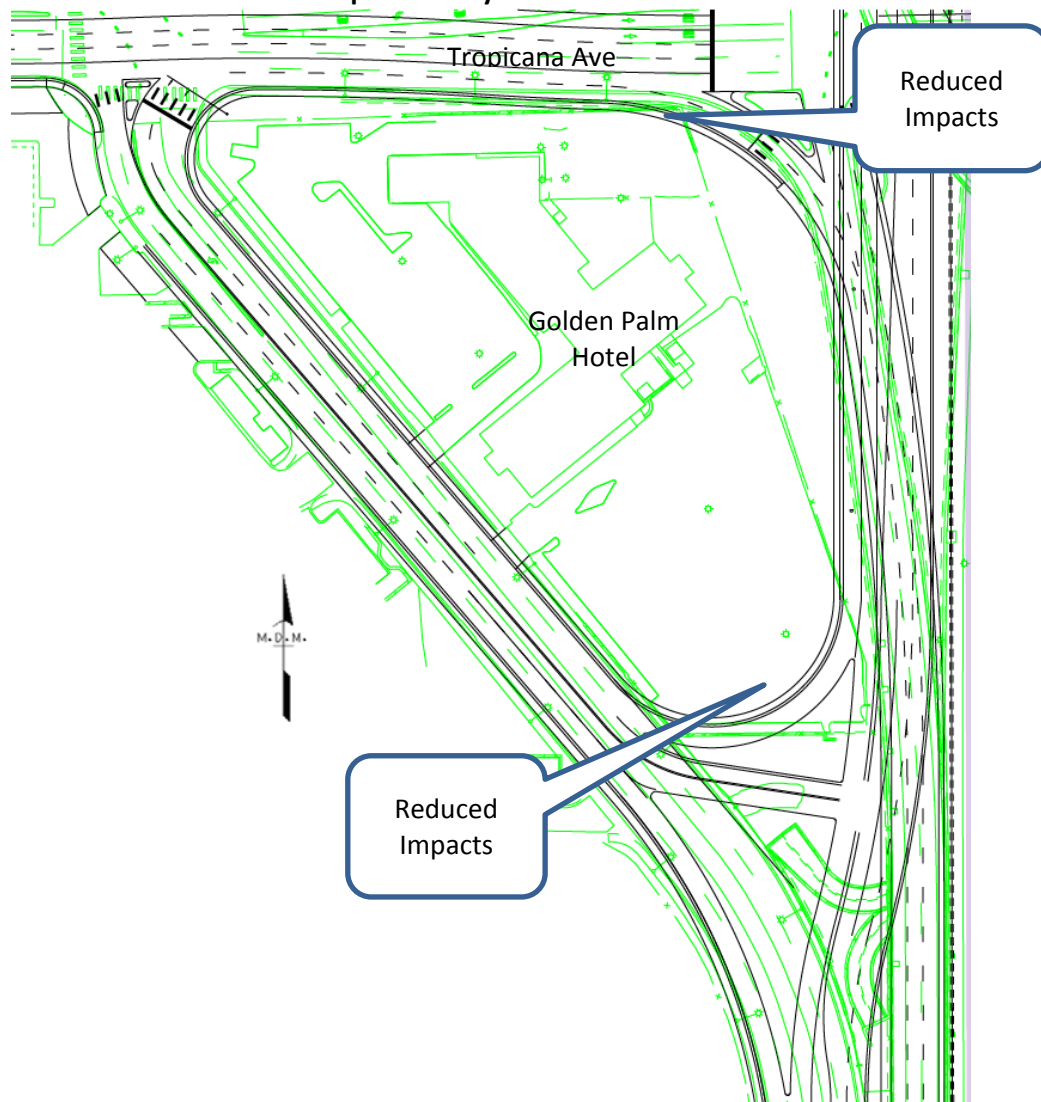 Tropicana Ave
Reduced
Impacts
Golden Palm
Hotel
M.D.M.
Reduced
Impacts